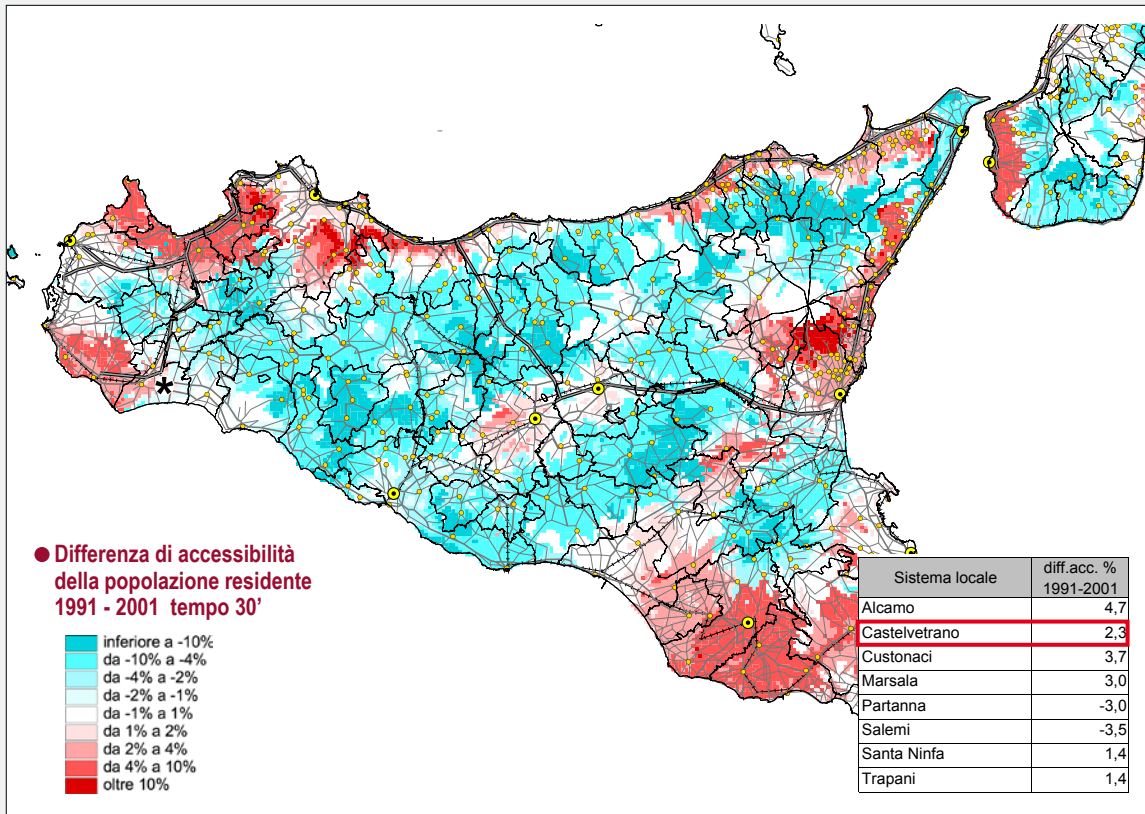 ● Differenza di accessibilità
della popolazione residente
1991 - 2001 tempo 30'
inferiore a -10%
da -10% a -4%
da -4% a -2%
da -2% a -1%
da -1% a 1%
da 1% a 2%
da 2% a 4%
da 4% a 10%
oltre 10%
Sistema locale diff.acc. % 1991-2001
Alcamo 4,7
Castelvetrano 2,3
Custonaci 3,7
Marsala 3,0
Partanna -3,0
Salemi -3,5
Santa Ninfa 1,4
Trapani 1,4